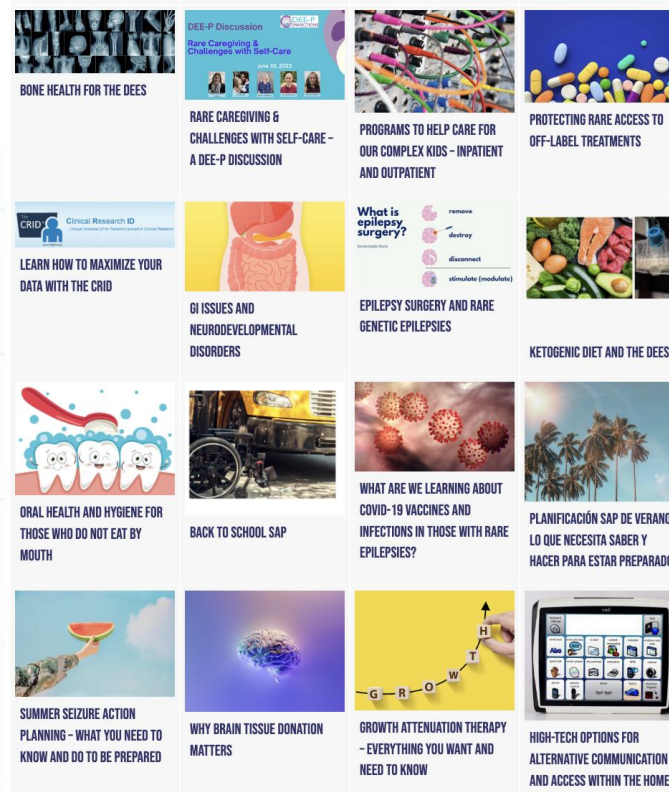 DEE-P Discussion
DEE-P
CONNECTIONS
Rare Caregiving &
Challenges with Self-Care
June 30, 2023
BONE HEALTH FOR THE DEES
RARE CAREGIVING &
CHALLENGES WITH SELF-CARE –
A DEE-P DISCUSSION
PROGRAMS TO HELP CARE FOR
OUR COMPLEX KIDS – INPATIENT
AND OUTPATIENT
PROTECTING RARE ACCESS TO
OFF-LABEL TREATMENTS
The
CRID
Clinical Research ID
LEARN HOW TO MAXIMIZE YOUR
DATA WITH THE CRID
GI ISSUES AND
NEURODEVELOPMENTAL
DISORDERS
What is
epilepsy
surgery?
remove
destroy
disconnect
stimulate (modulate)
EPILEPSY SURGERY AND RARE
GENETIC EPILEPSIES
KETOGENIC DIET AND THE DEES
ORAL HEALTH AND HYGIENE FOR
THOSE WHO DO NOT EAT BY
MOUTH
BACK TO SCHOOL SAP
WHAT ARE WE LEARNING ABOUT
COVID-19 VACCINES AND
INFECTIONS IN THOSE WITH RARE
EPILEPSIES?
PLANIFICACIÓN SAP DE VERANO
LO QUE NECESITA SABER Y
HACER PARA ESTAR PREPARADO
SUMMER SEIZURE ACTION
PLANNING – WHAT YOU NEED TO
KNOW AND DO TO BE PREPARED
WHY BRAIN TISSUE DONATION
MATTERS
GROWTH
GROWTH ATTENUATION THERAPY
– EVERYTHING YOU WANT AND
NEED TO KNOW
HIGH-TECH OPTIONS FOR
ALTERNATIVE COMMUNICATION
AND ACCESS WITHIN THE HOME